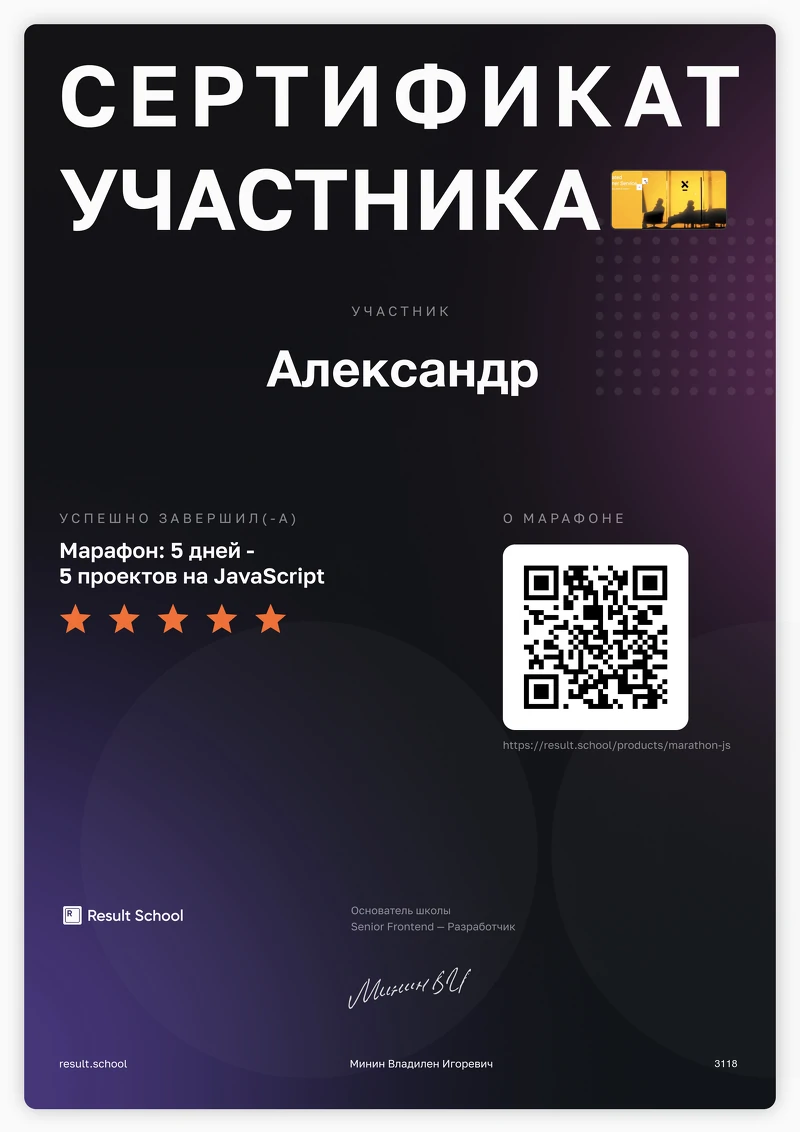 СЕРТИФИКАТ
УЧАСТНИКА
УЧАСТНИК
Александр
УСПЕШНО ЗАВЕРШИЛ(-А)
Марафон: 5 дней -
5 проектов на JavaScript
О МАРАФОНЕ
https://result.school/products/marathon-js
R Result School
Основатель школы
Senior Frontend — Разработчик
Минин В И
result.school
Минин Владилен Игоревич
3118